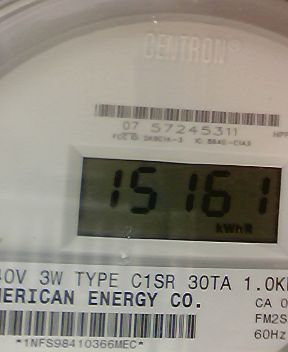 CENTRON®
07 57245311
15161
kWhR
40V 3W TYPE C1SR 30TA 1.0K
MERICAN ENERGY CO.
CA 0
FM2S
60Hz
*1NFS98410366MEC*